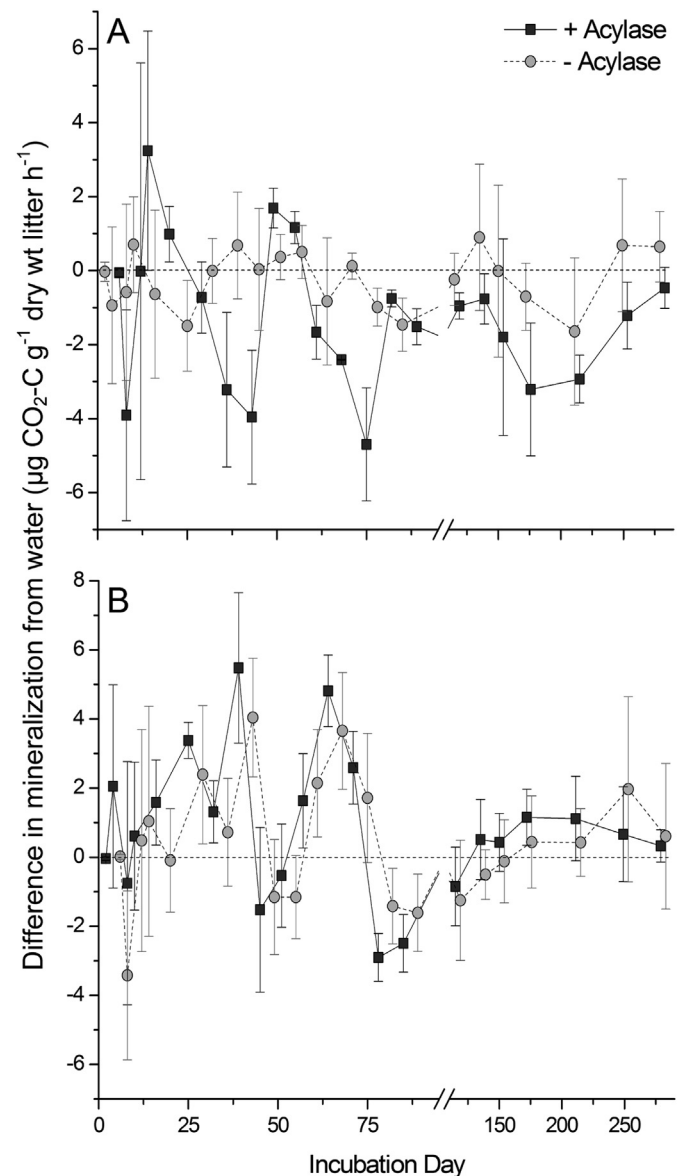 A
+ Acylase
- Acylase
6
4
2
0
-2
-4
-6
Difference in mineralization from water (µg CO₂-C g⁻¹ dry wt litter h⁻¹)
B
8
6
4
2
0
-2
-4
-6
0 25 50 75 150 200 250
Incubation Day